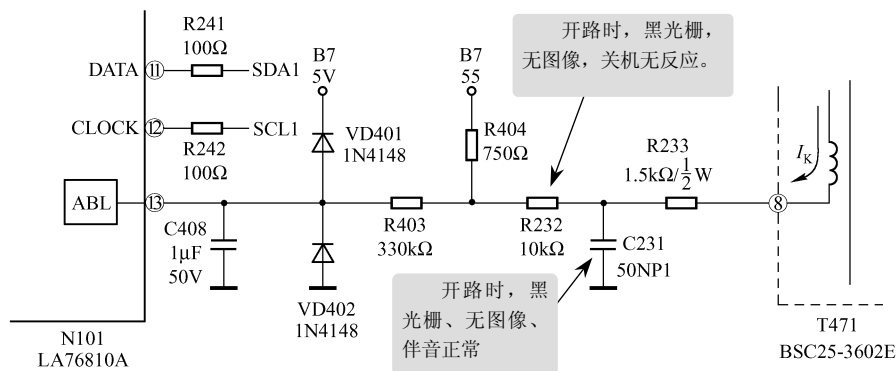 R241
100Ω
DATA
⑪
SDA1
B7
5V
B7
55
开路时，黑光栅，
无图像，关机无反应。
CLOCK
⑫
SCL1
R242
100Ω
VD401
1N4148
R404
750Ω
R233
1.5kΩ/½W
I_K
ABL
⑬
⑧
C408
1μF
50V
R403
330kΩ
R232
10kΩ
C231
50NP1
VD402
1N4148
开路时，黑
光栅、无图像、
伴音正常
N101
LA76810A
T471
BSC25-3602E